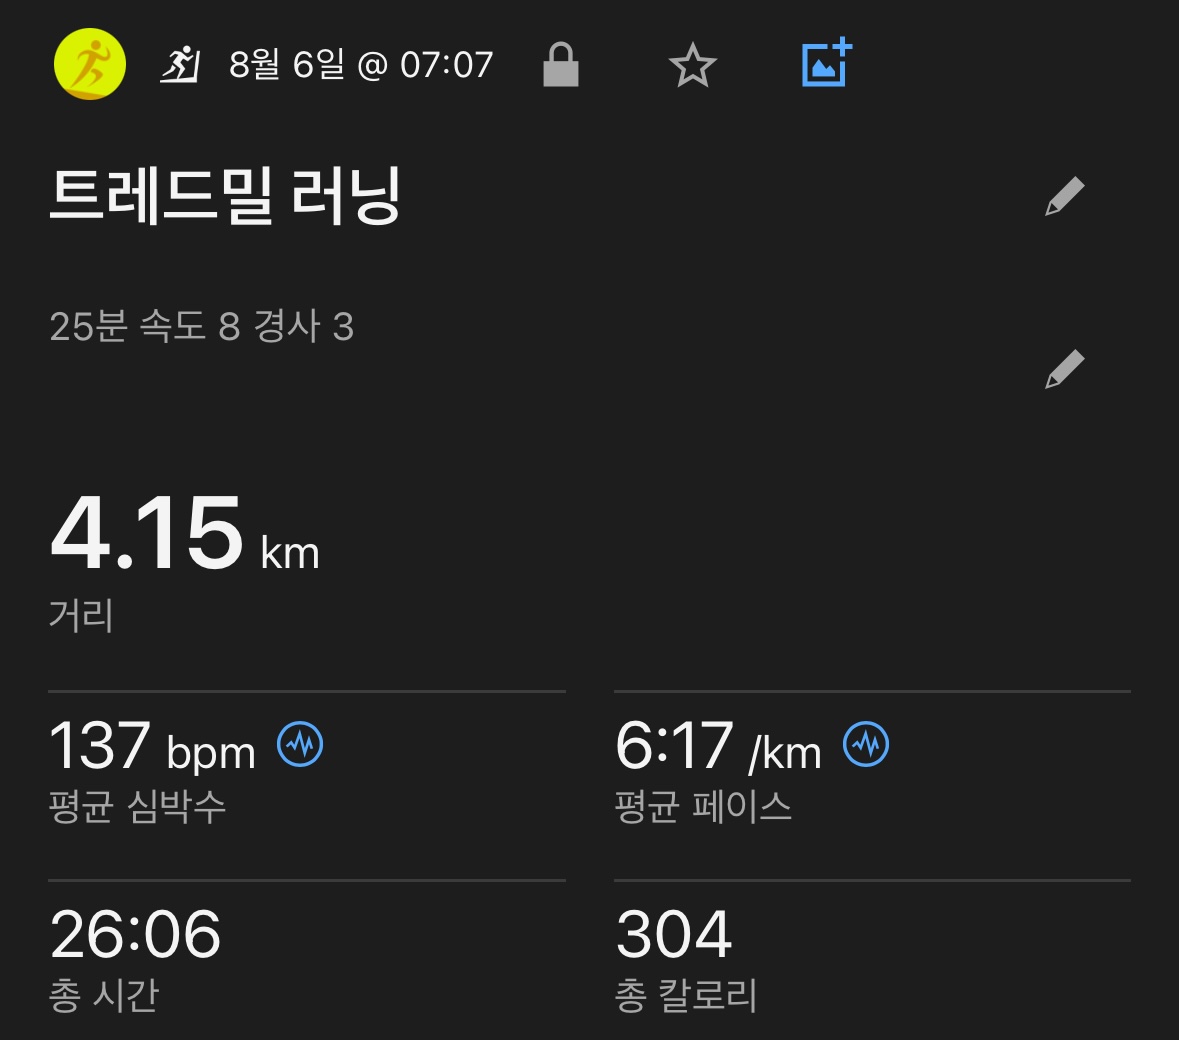 8월 6일 @ 07:07
트레드밀 러닝
25분 속도 8 경사 3
4.15 km
거리
137 bpm
평균 심박수
6:17 /km
평균 페이스
26:06
총 시간
304
총 칼로리